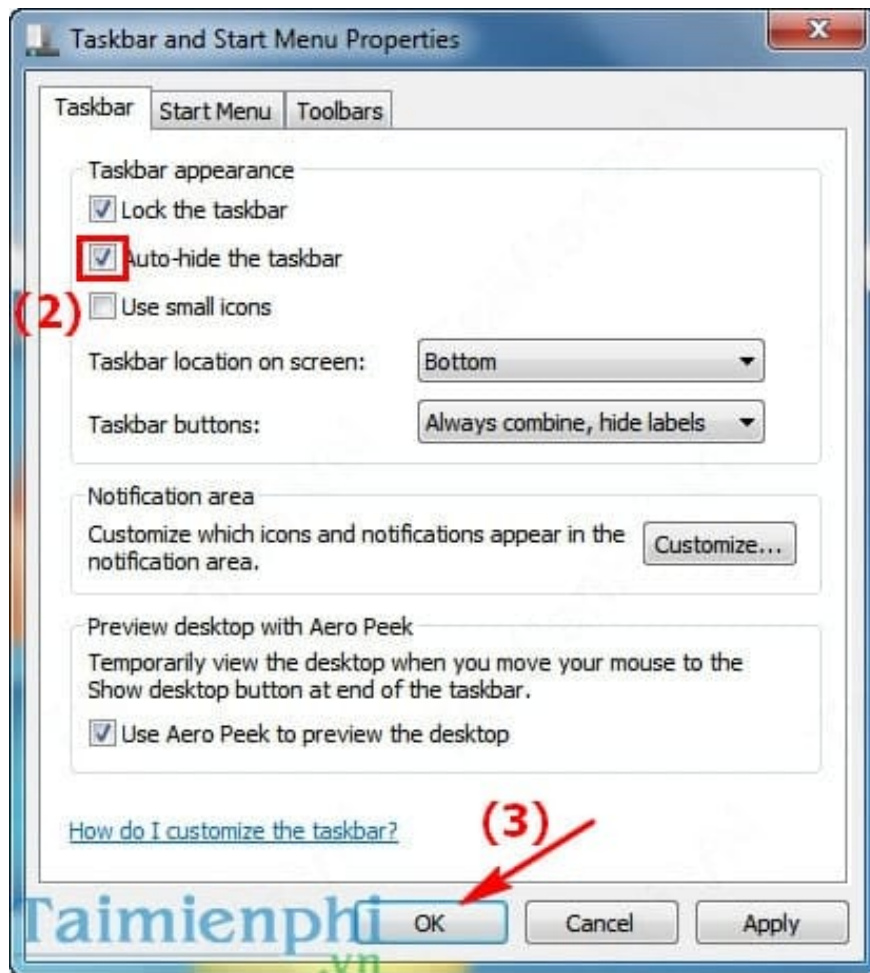 Taskbar and Start Menu Properties
Taskbar
Start Menu
Toolbars
Taskbar appearance
Lock the taskbar
Auto-hide the taskbar
(2)
Use small icons
Taskbar location on screen:
Bottom
Taskbar buttons:
Always combine, hide labels
Notification area
Customize which icons and notifications appear in the
notification area.
Customize...
Preview desktop with Aero Peek
Temporarily view the desktop when you move your mouse to the
Show desktop button at end of the taskbar.
Use Aero Peek to preview the desktop
How do I customize the taskbar?
(3)
Taimienphi
.vn
OK
Cancel
Apply